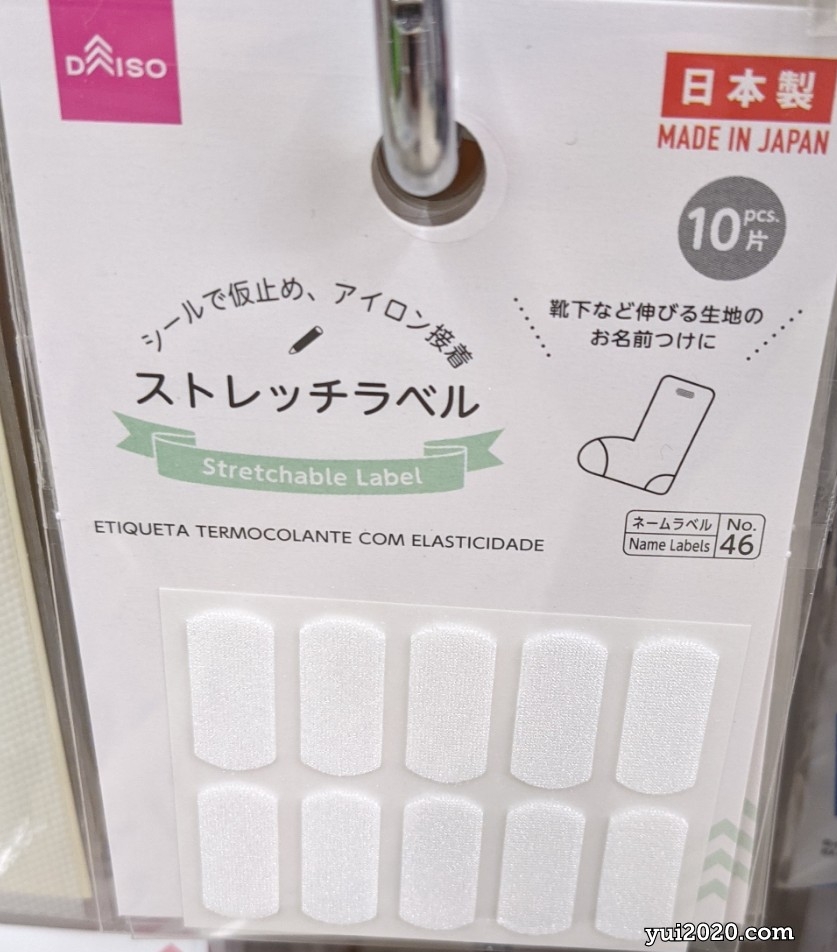 DAISO
日本製
MADE IN JAPAN
10 pcs.
片
シールで仮止め、アイロン接着
ストレッチラベル
Stretchable Label
靴下など伸びる生地の
お名前つけに
ETIQUETA TERMOCOLANTE COM ELASTICIDADE
ネームラベル
Name Labels
No.
46
yui2020.com